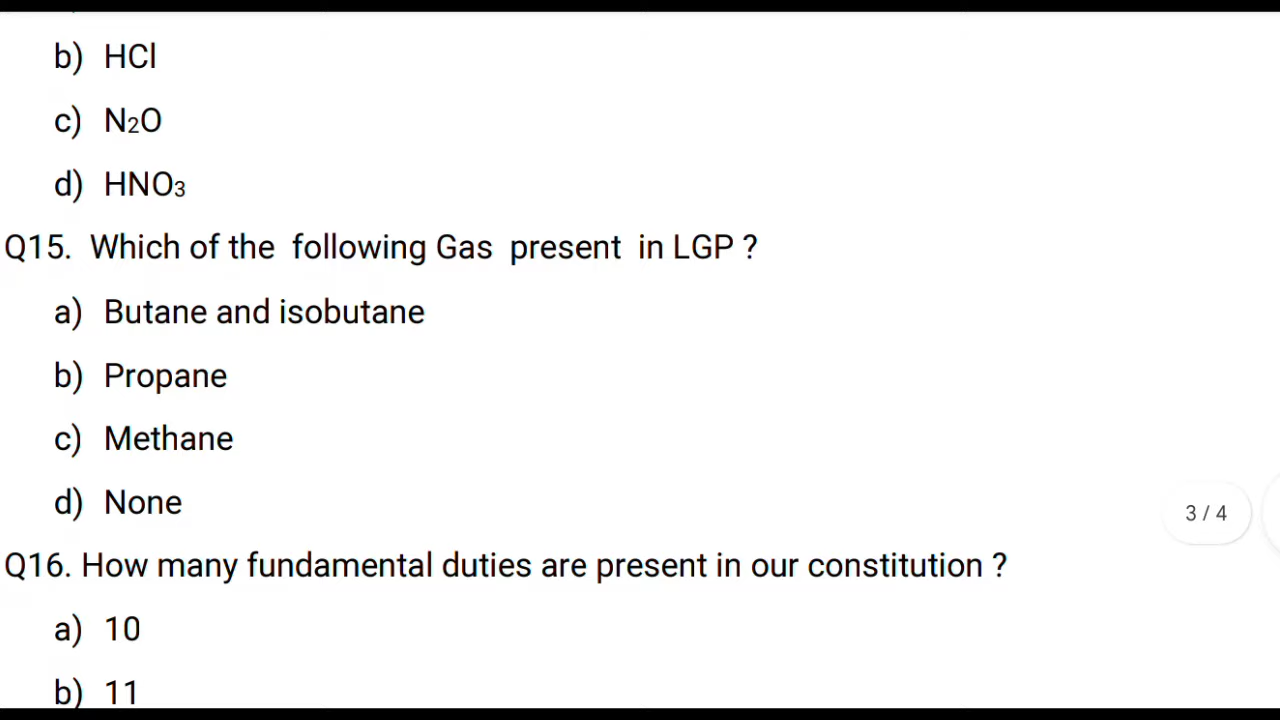 b) HCl
c) N₂O
d) HNO₃
Q15. Which of the following Gas present in LGP ?
a) Butane and isobutane
b) Propane
c) Methane
d) None
3 / 4
Q16. How many fundamental duties are present in our constitution ?
a) 10
b) 11